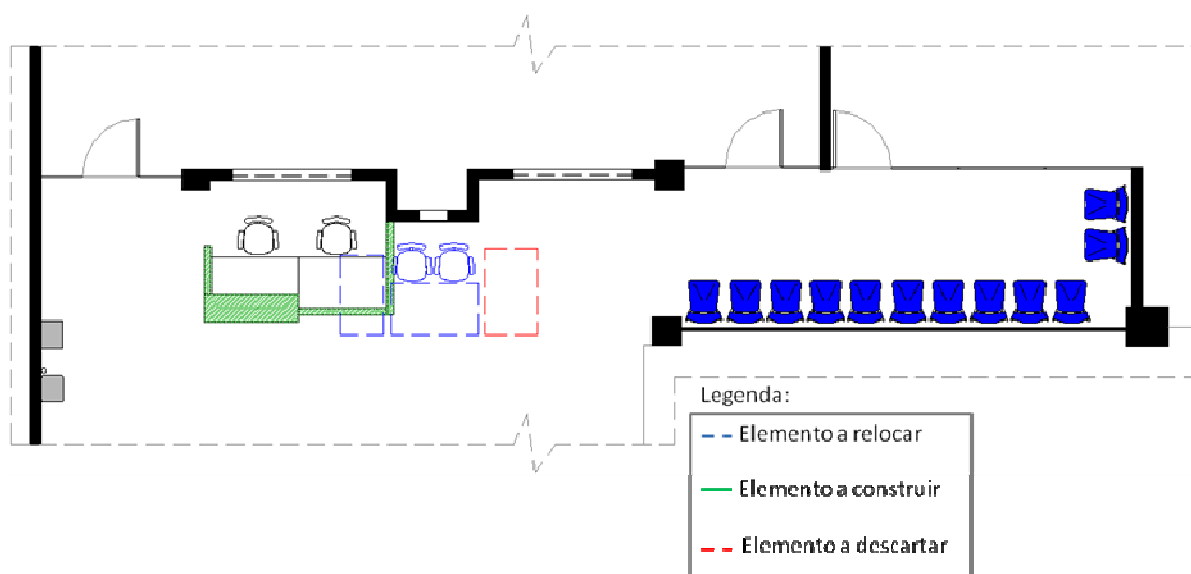 Legenda:
Elemento a relocar
Elemento a construir
Elemento a descartar